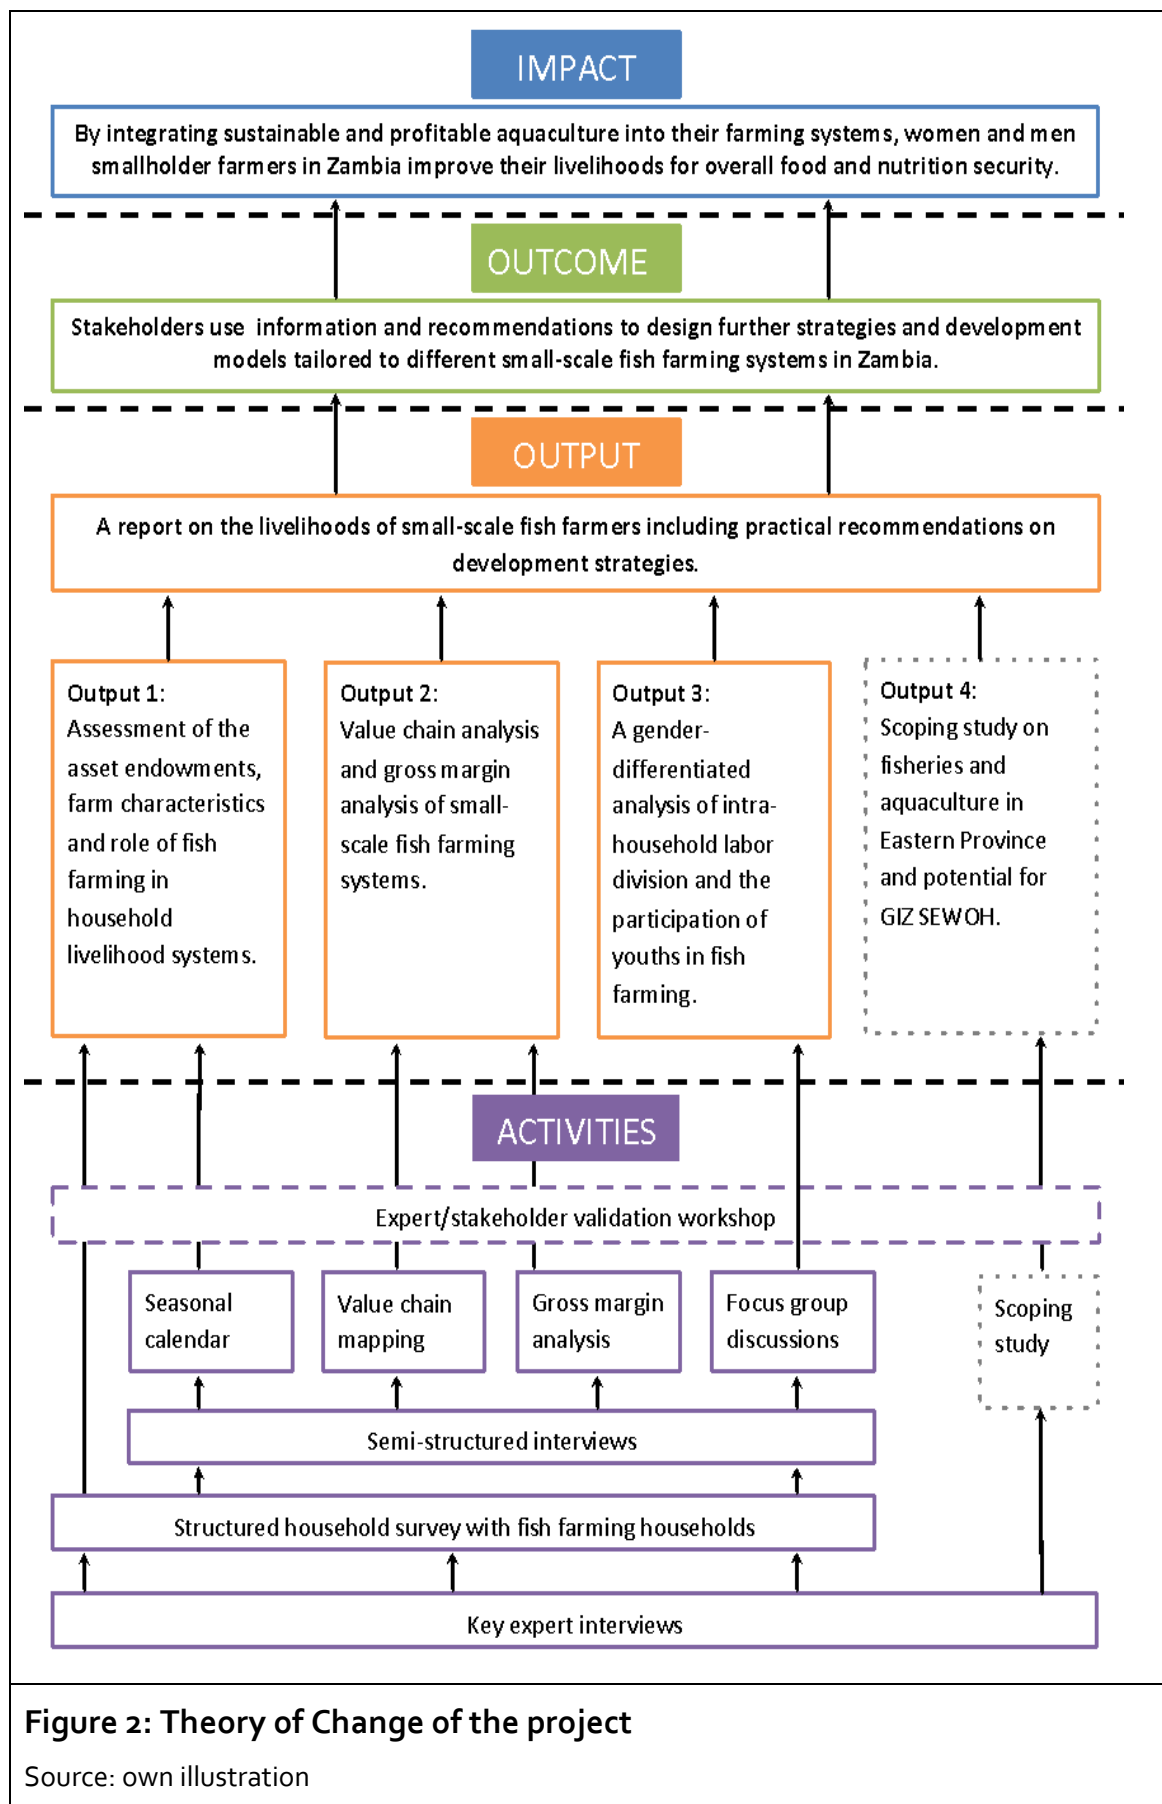 IMPACT
By integrating sustainable and profitable aquaculture into their farming systems, women and men
smallholder farmers in Zambia improve their livelihoods for overall food and nutrition security.
OUTCOME
Stakeholders use information and recommendations to design further strategies and development
models tailored to different small-scale fish farming systems in Zambia.
OUTPUT
A report on the livelihoods of small-scale fish farmers including practical recommendations on
development strategies.
Output 1:
Assessment of the
asset endowments,
farm characteristics
and role of fish
farming in
household
livelihood systems.
Output 2:
Value chain analysis
and gross margin
analysis of small-
scale fish farming
systems.
Output 3:
A gender-
differentiated
analysis of intra-
household labor
division and the
participation of
youths in fish
farming.
Output 4:
Scoping study on
fisheries and
aquaculture in
Eastern Province
and potential for
GIZ SEWOH.
ACTIVITIES
Expert/stakeholder validation workshop
Seasonal
calendar
Value chain
mapping
Gross margin
analysis
Focus group
discussions
Scoping
study
Semi-structured interviews
Structured household survey with fish farming households
Key expert interviews
Figure 2: Theory of Change of the project
Source: own illustration